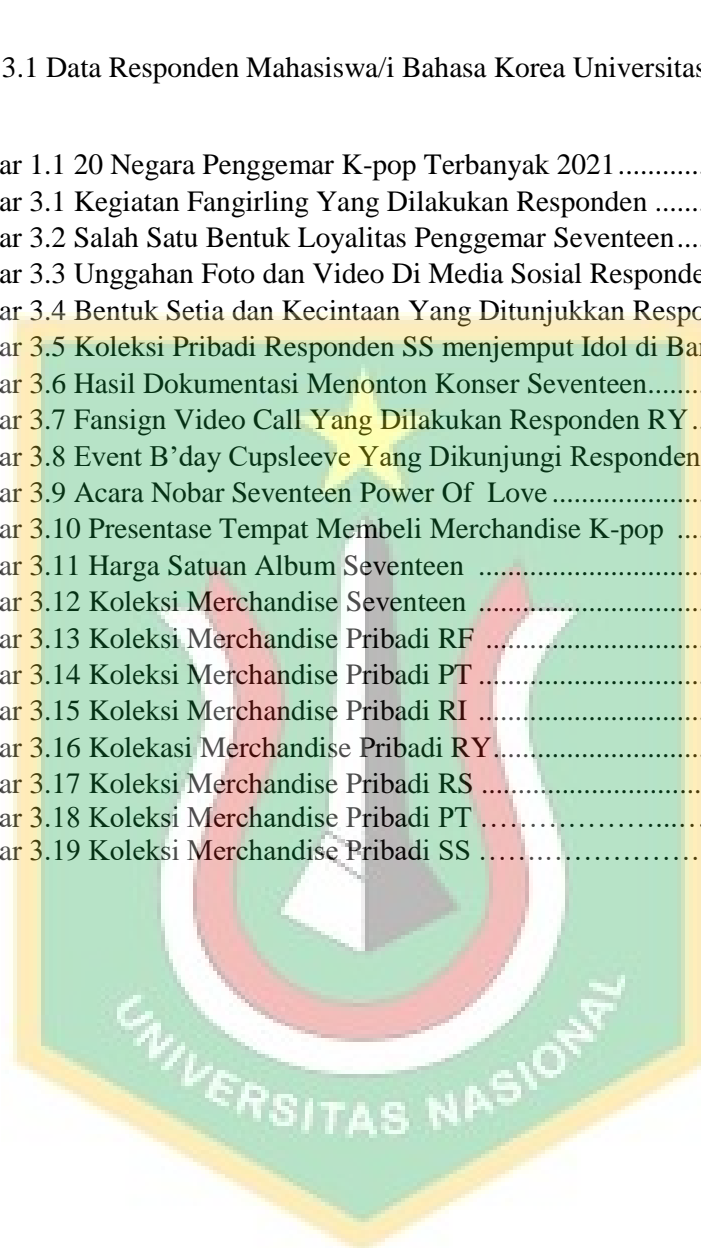 3.1 Data Responden Mahasiswa/i Bahasa Korea Universitas
ar 1.1 20 Negara Penggemar K-pop Terbanyak 2021............
ar 3.1 Kegiatan Fangirling Yang Dilakukan Responden .......
ar 3.2 Salah Satu Bentuk Loyalitas Penggemar Seventeen....
ar 3.3 Unggahan Foto dan Video Di Media Sosial Responde
ar 3.4 Bentuk Setia dan Kecintaan Yang Ditunjukkan Respo
ar 3.5 Koleksi Pribadi Responden SS menjemput Idol di Ba
ar 3.6 Hasil Dokumentasi Menonton Konser Seventeen........
ar 3.7 Fansign Video Call Yang Dilakukan Responden RY ..
ar 3.8 Event B’day Cupsleeve Yang Dikunjungi Responden
ar 3.9 Acara Nobar Seventeen Power Of Love .....................
ar 3.10 Presentase Tempat Membeli Merchandise K-pop ....
ar 3.11 Harga Satuan Album Seventeen ..............................
ar 3.12 Koleksi Merchandise Seventeen ..............................
ar 3.13 Koleksi Merchandise Pribadi RF .............................
ar 3.14 Koleksi Merchandise Pribadi PT ..............................
ar 3.15 Koleksi Merchandise Pribadi RI ..............................
ar 3.16 Kolekasi Merchandise Pribadi RY............................
ar 3.17 Koleksi Merchandise Pribadi RS ..............................
ar 3.18 Koleksi Merchandise Pribadi PT …………………...…
ar 3.19 Koleksi Merchandise Pribadi SS ……………………
UNIVERSITAS NASIONAL